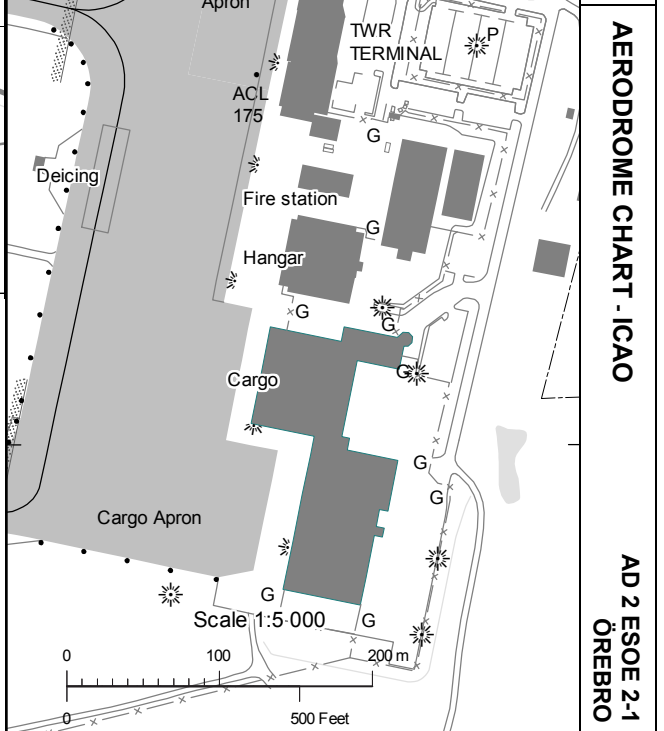 Apron
TWR
TERMINAL
P
ACL
175
G
Deicing
Fire station
G
Hangar
G
G
Cargo
G
G
G
Cargo Apron
G
G
Scale 1:5 000
0
100
200 m
0
500 Feet
AERODROME CHART - ICAO
AD 2 ESOE 2-1
ÖREBRO